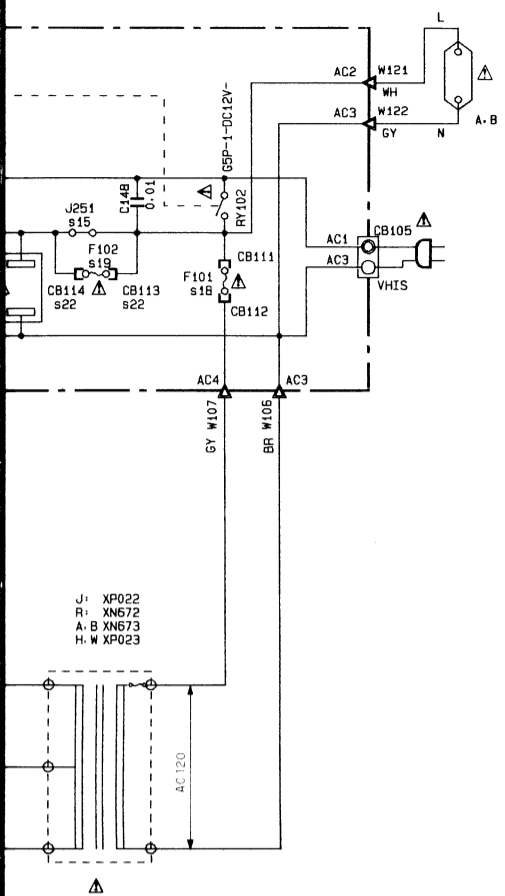 L
AC2 W121
WH
AC3 W122
GY N A.B
G5P-1-DC12V-
RY102
C148
0.01
J251
s15
F102
s19
CB114
s22
CB113
s22
F101
s18
CB111
CB112
AC1 CB105
AC3
VHIS
AC4 AC3
GY W107
BR W106
J: XP022
R: XN672
A.B XN673
H.W XP023
AC120